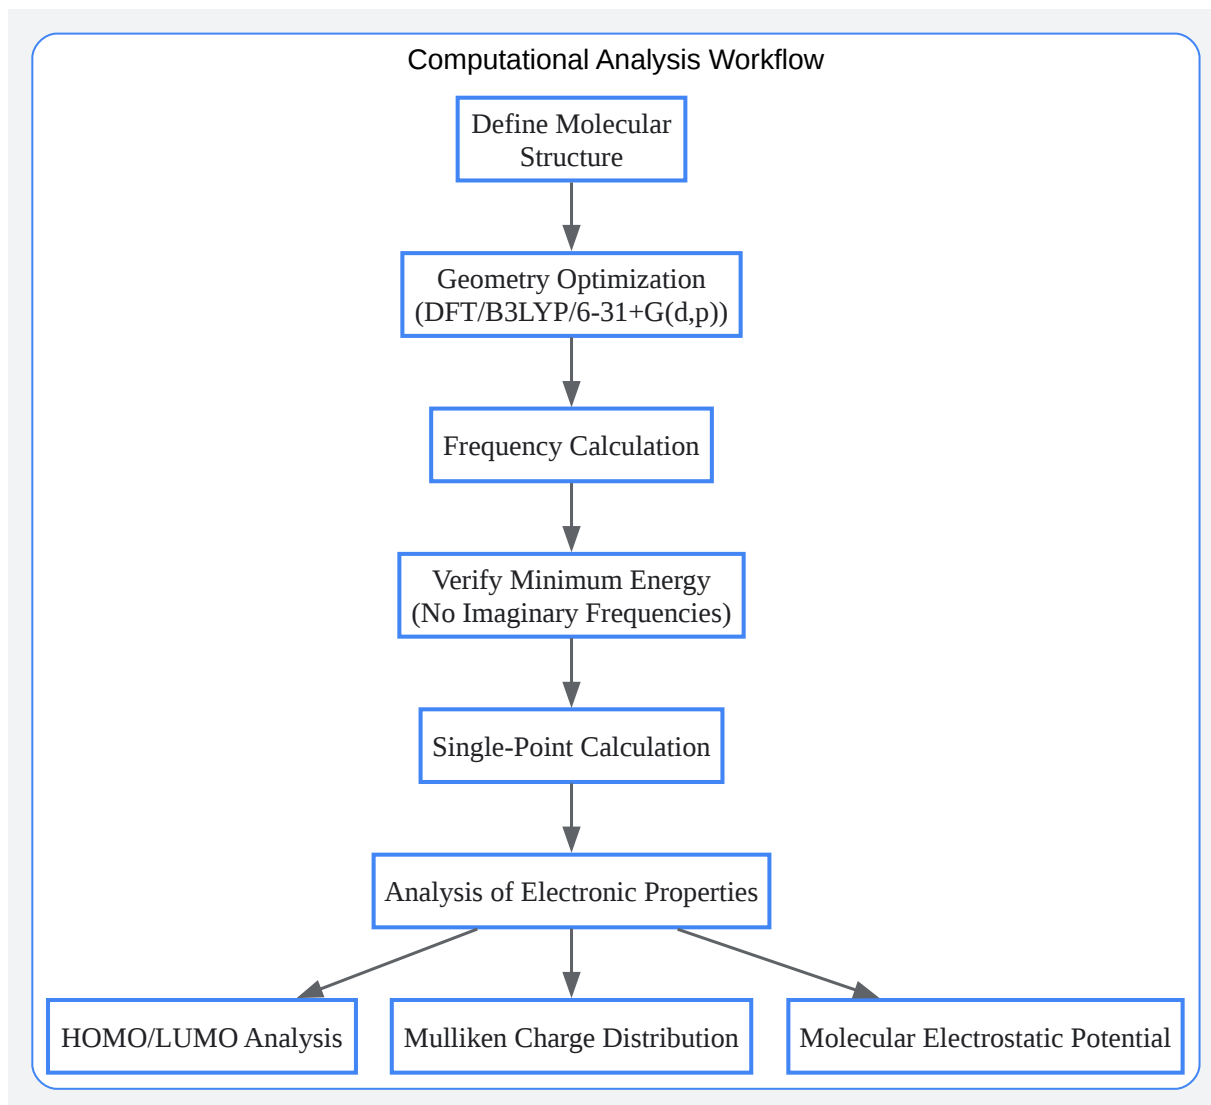 Computational Analysis Workflow
Define Molecular
Structure
Geometry Optimization
(DFT/B3LYP/6-31+G(d,p))
Frequency Calculation
Verify Minimum Energy
(No Imaginary Frequencies)
Single-Point Calculation
Analysis of Electronic Properties
HOMO/LUMO Analysis
Mulliken Charge Distribution
Molecular Electrostatic Potential